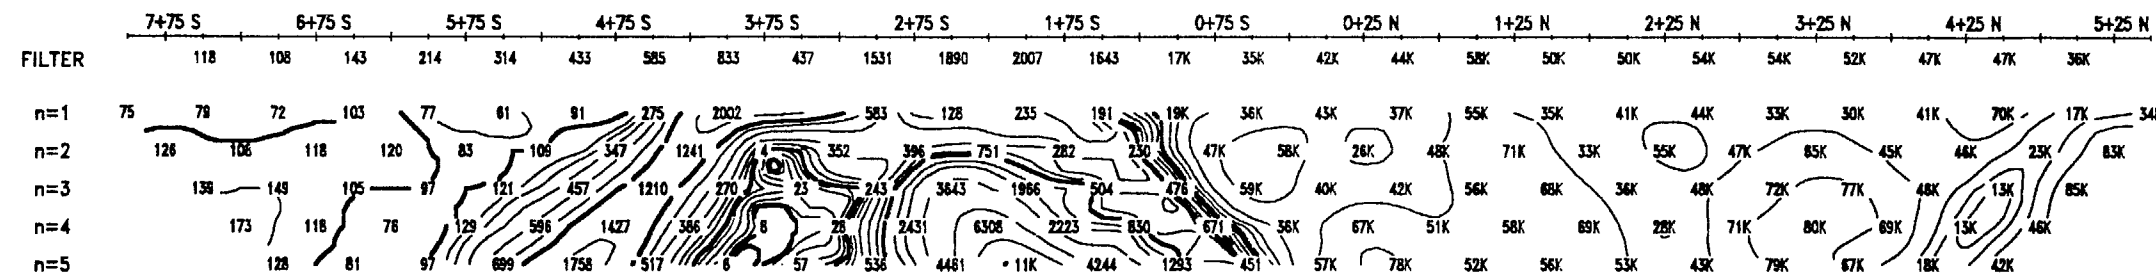 7+75 S 6+75 S 5+75 S 4+75 S 3+75 S 2+75 S 1+75 S 0+75 S 0+25 N 1+25 N 2+25 N 3+25 N 4+25 N 5+25 N
FILTER 118 108 143 214 314 433 585 833 437 1531 1890 2007 1643 17K 35K 42K 44K 58K 50K 50K 54K 54K 52K 47K 47K 36K
n=1 75 79 72 103 77 61 91 275 2002 583 128 235 191 19K 36K 43K 37K 55K 35K 41K 44K 33K 30K 41K 70K 17K
n=2 126 106 118 120 83 109 347 1241 4 352 396 751 282 230 47K 58K 26K 48K 71K 33K 55K 47K 85K 45K 46K 23K 83K
n=3 139 149 105 97 121 457 1210 270 23 243 3643 1966 504 476 59K 40K 42K 56K 68K 36K 48K 72K 77K 48K 13K 85K
n=4 173 118 76 129 596 1427 386 8 28 2431 6308 2223 830 671 36K 67K 51K 58K 69K 28K 71K 80K 69K 13K 46K
n=5 128 81 97 699 1758 517 6 57 536 4461 11K 4244 1293 451 57K 78K 52K 56K 53K 43K 79K 67K 18K 42K